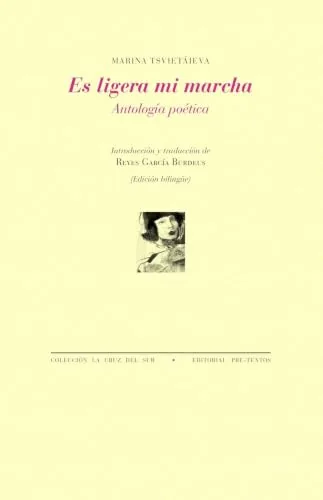 MARINA TSVIETÁIEVA
Es ligera mi marcha
Antología poética
Introducción y traducción de
REYES GARCÍA BURDEUS
(Edición bilingüe)
COLECCIÓN LA CRUZ DEL SUR • EDITORIAL PRE-TEXTOS